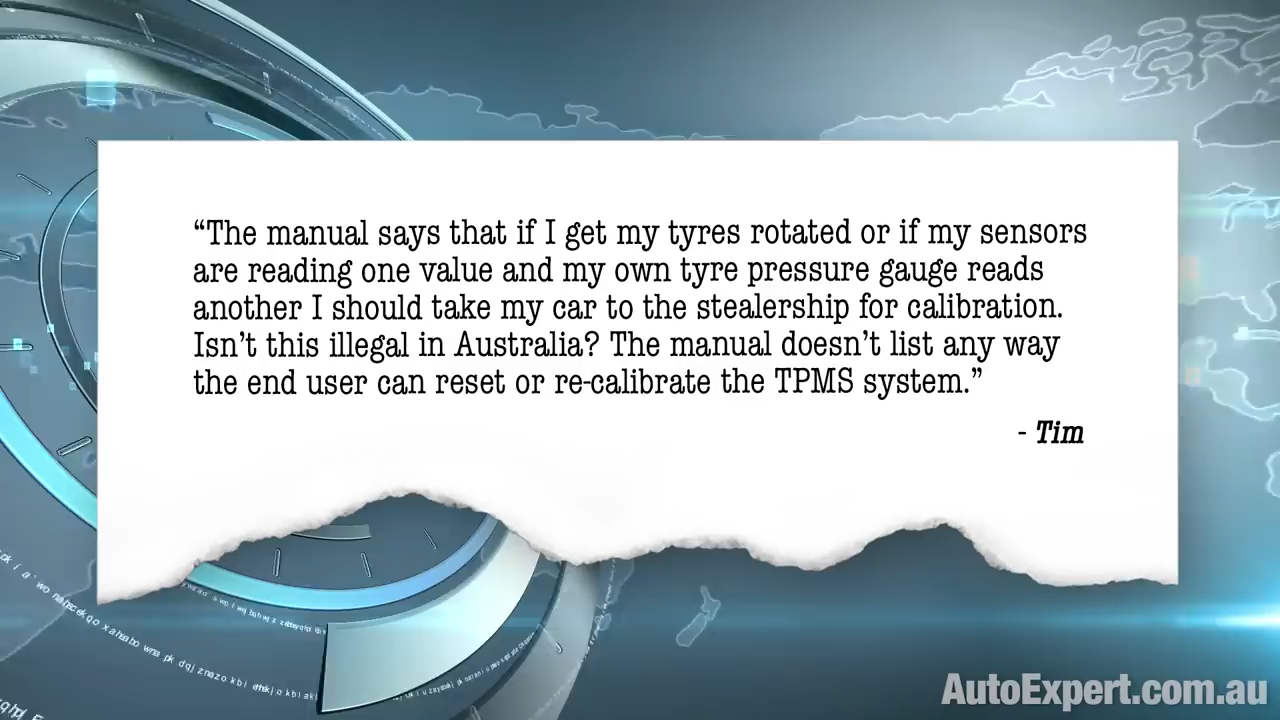 “The manual says that if I get my tyres rotated or if my sensors
are reading one value and my own tyre pressure gauge reads
another I should take my car to the stealership for calibration.
Isn’t this illegal in Australia? The manual doesn’t list any way
the end user can reset or re-calibrate the TPMS system.”
- Tim
AutoExpert.com.au